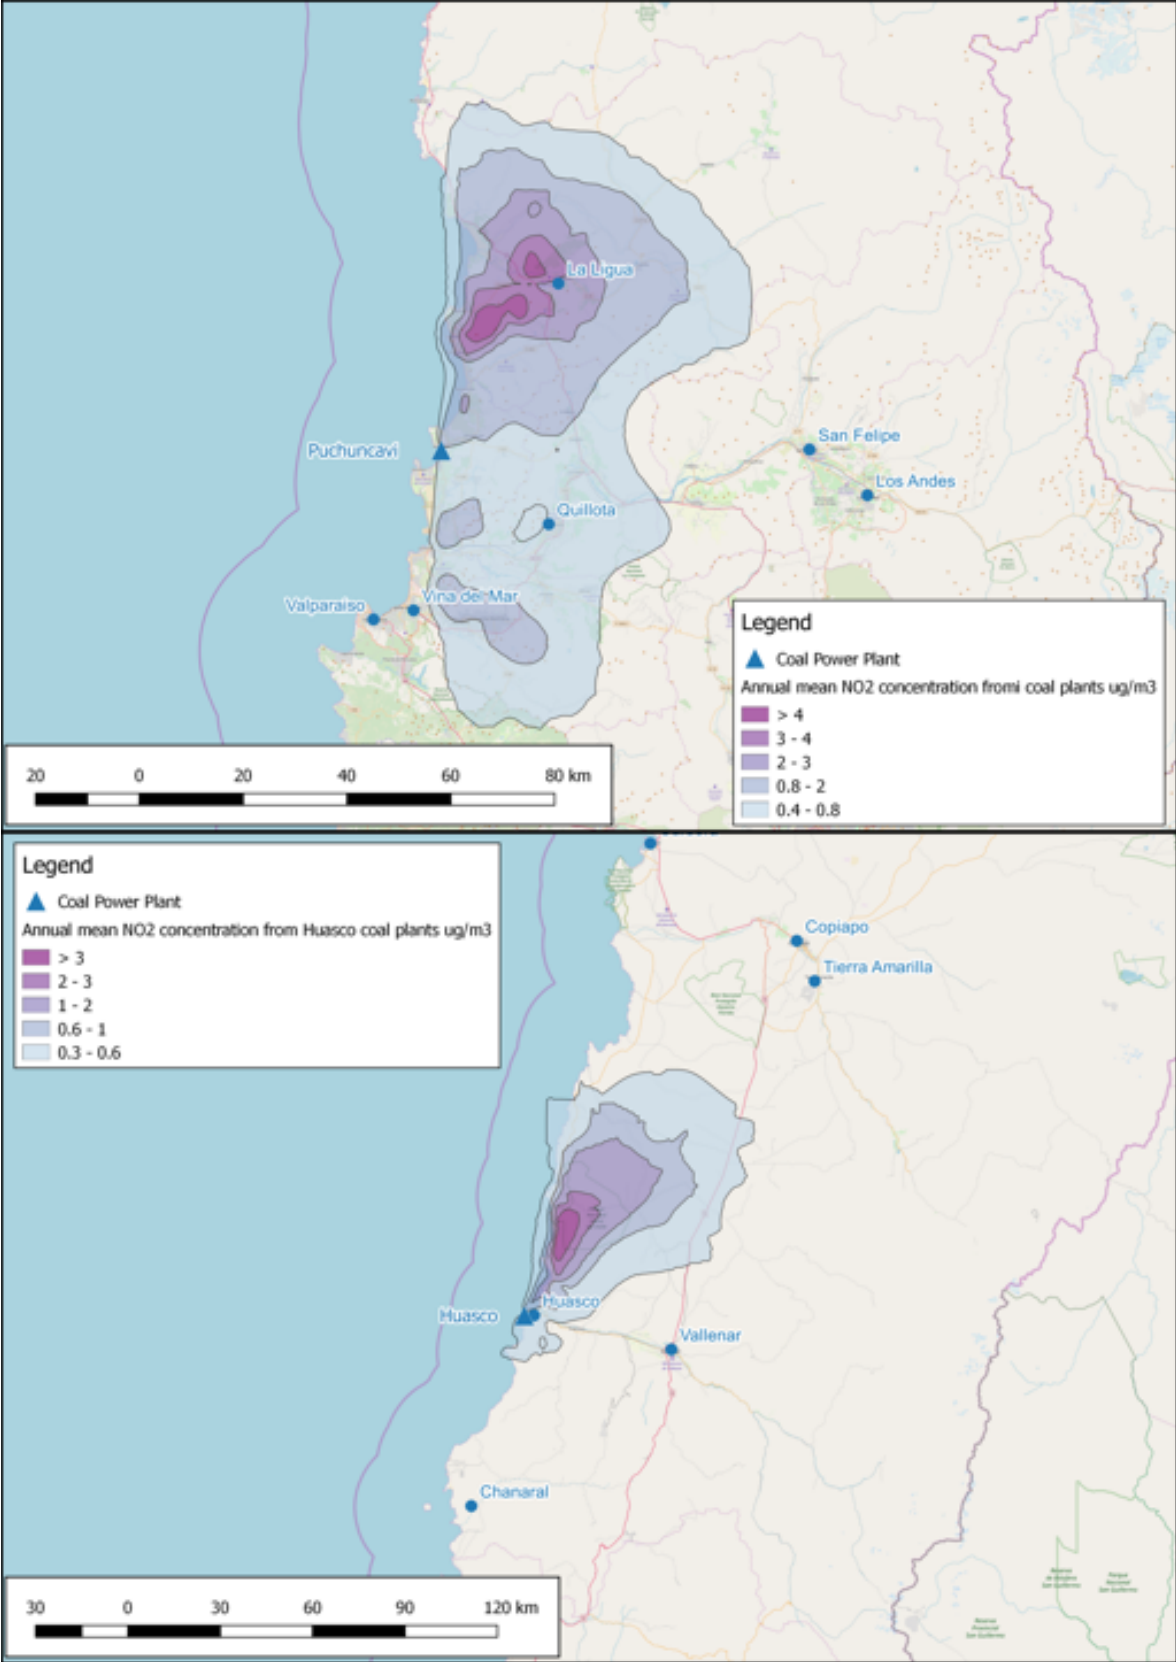 La Ligua
Puchuncavi
San Felipe
Los Andes
Quillota
Vina del Mar
Valparaiso
Legend
Coal Power Plant
Annual mean NO2 concentration fromi coal plants ug/m3
> 4
3 - 4
2 - 3
0.8 - 2
0.4 - 0.8
20 0 20 40 60 80 km
Legend
Coal Power Plant
Annual mean NO2 concentration from Huasco coal plants ug/m3
> 3
2 - 3
1 - 2
0.6 - 1
0.3 - 0.6
Copiapo
Tierra Amarilla
Huasco
Huasco
Vallenar
Chanaral
30 0 30 60 90 120 km